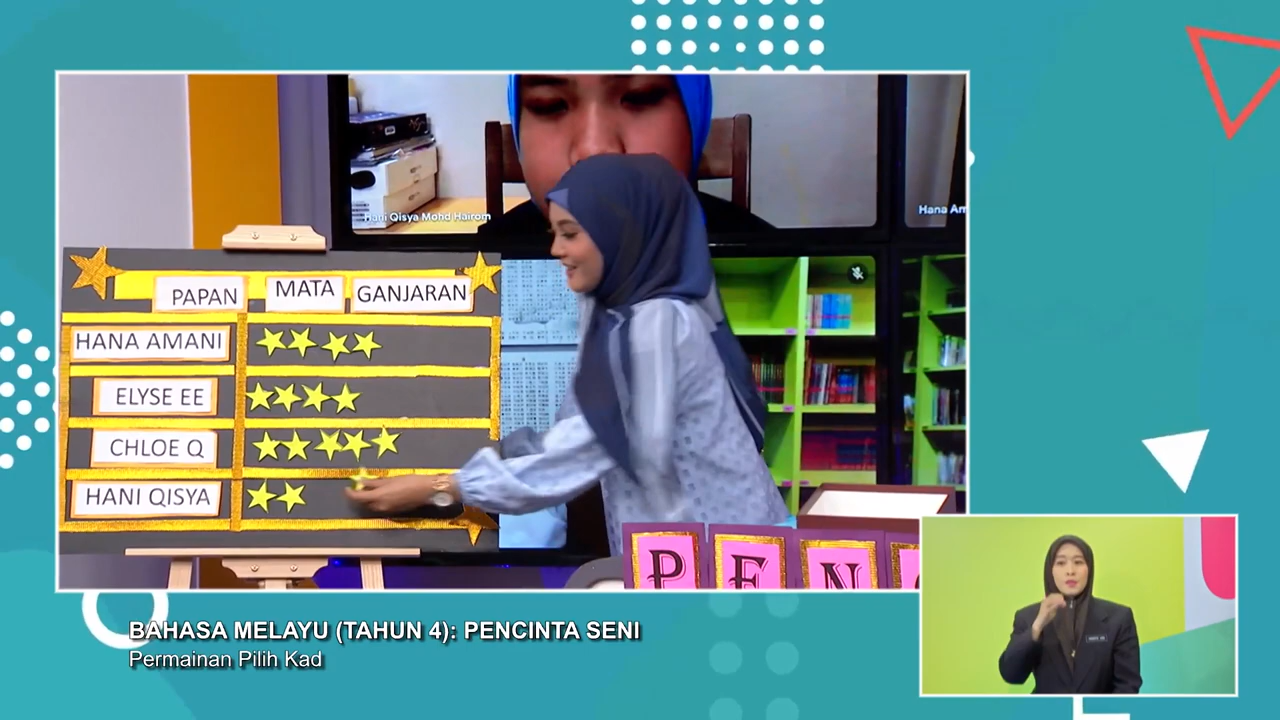 Hani Qisya Mohd Hairom
Hana Am
PAPAN MATA GANJARAN
HANA AMANI
ELYSE EE
CHLOE Q
HANI QISYA
PEN
BAHASA MELAYU (TAHUN 4): PENCINTA SENI
Permainan Pilih Kad